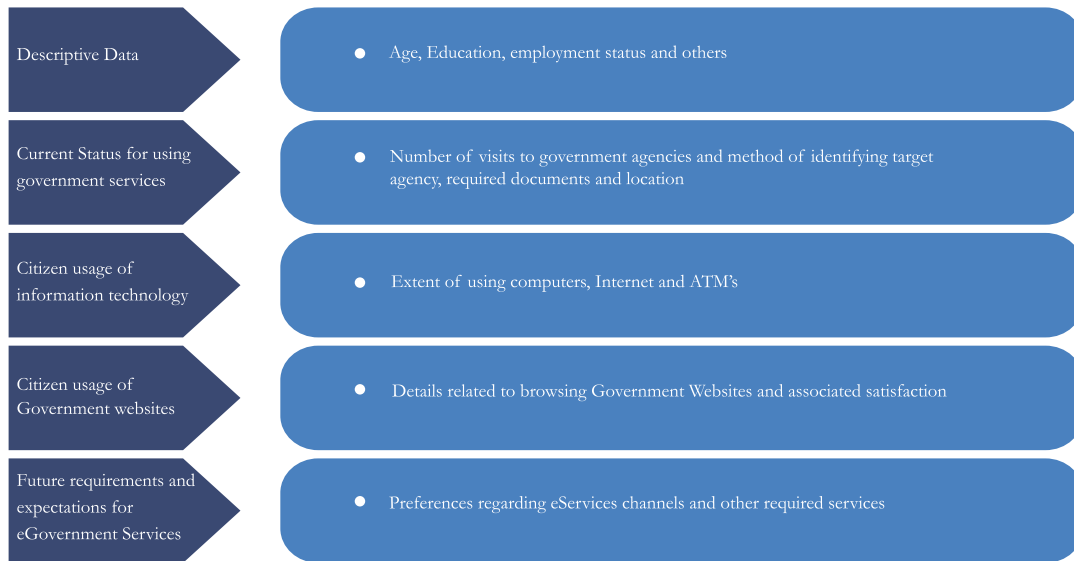 Descriptive Data
Age, Education, employment status and others
Current Status for using
government services
Number of visits to government agencies and method of identifying target
agency, required documents and location
Citizen usage of
information technology
Extent of using computers, Internet and ATM’s
Citizen usage of
Government websites
Details related to browsing Government Websites and associated satisfaction
Future requirements and
expectations for
eGovernment Services
Preferences regarding eServices channels and other required services